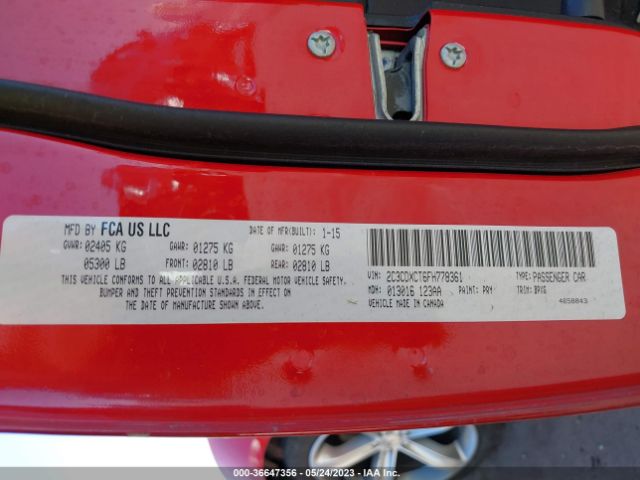 MFD BY FCA US LLC
DATE OF MFR(BUILT): 1-15
GVWR: 02405 KG GAWR: 01275 KG GAWR: 01275 KG
05300 LB FRONT: 02810 LB REAR: 02810 LB
THIS VEHICLE CONFORMS TO ALL APPLICABLE U.S.A. FEDERAL MOTOR VEHICLE SAFETY,
BUMPER AND THEFT PREVENTION STANDARDS IN EFFECT ON
THE DATE OF MANUFACTURE SHOWN ABOVE.
VIN: 2C3CDXCT6FH778361 TYPE: PASSENGER CAR
MDH: 013016 123AA PAINT: PRY TRIM: BPX9
VEHICLE MADE IN CANADA 4658043
000-36647356 - 05/24/2023 - © IAA Inc.